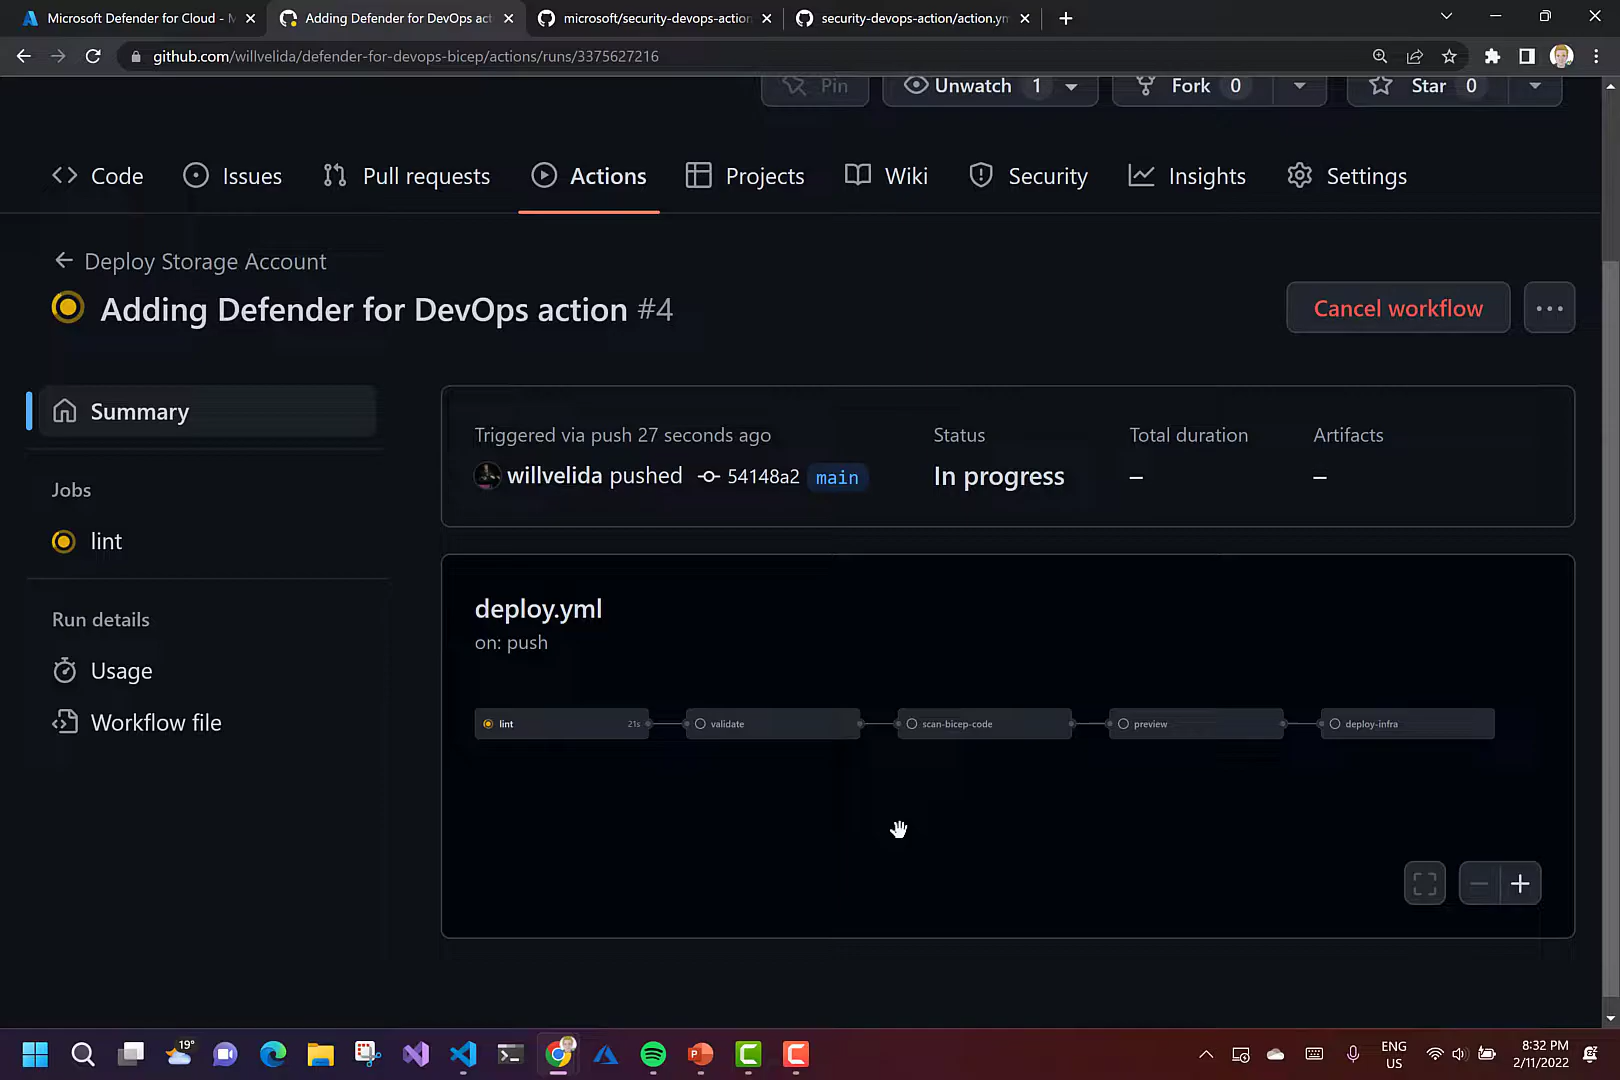 Microsoft Defender for Cloud - M
Adding Defender for DevOps act
microsoft/security-devops-action
security-devops-action/action.ym
github.com/willvelida/defender-for-devops-bicep/actions/runs/3375627216
Pin
Unwatch 1
Fork 0
Star 0
Code
Issues
Pull requests
Actions
Projects
Wiki
Security
Insights
Settings
Deploy Storage Account
Adding Defender for DevOps action #4
Cancel workflow
Summary
Jobs
lint
Run details
Usage
Workflow file
Triggered via push 27 seconds ago
willvelida pushed 54148a2 main
Status
In progress
Total duration
–
Artifacts
–
deploy.yml
on: push
lint 21s
validate
scan-bicep-code
preview
deploy-infra
19°
ENG
US
8:32 PM
2/11/2022